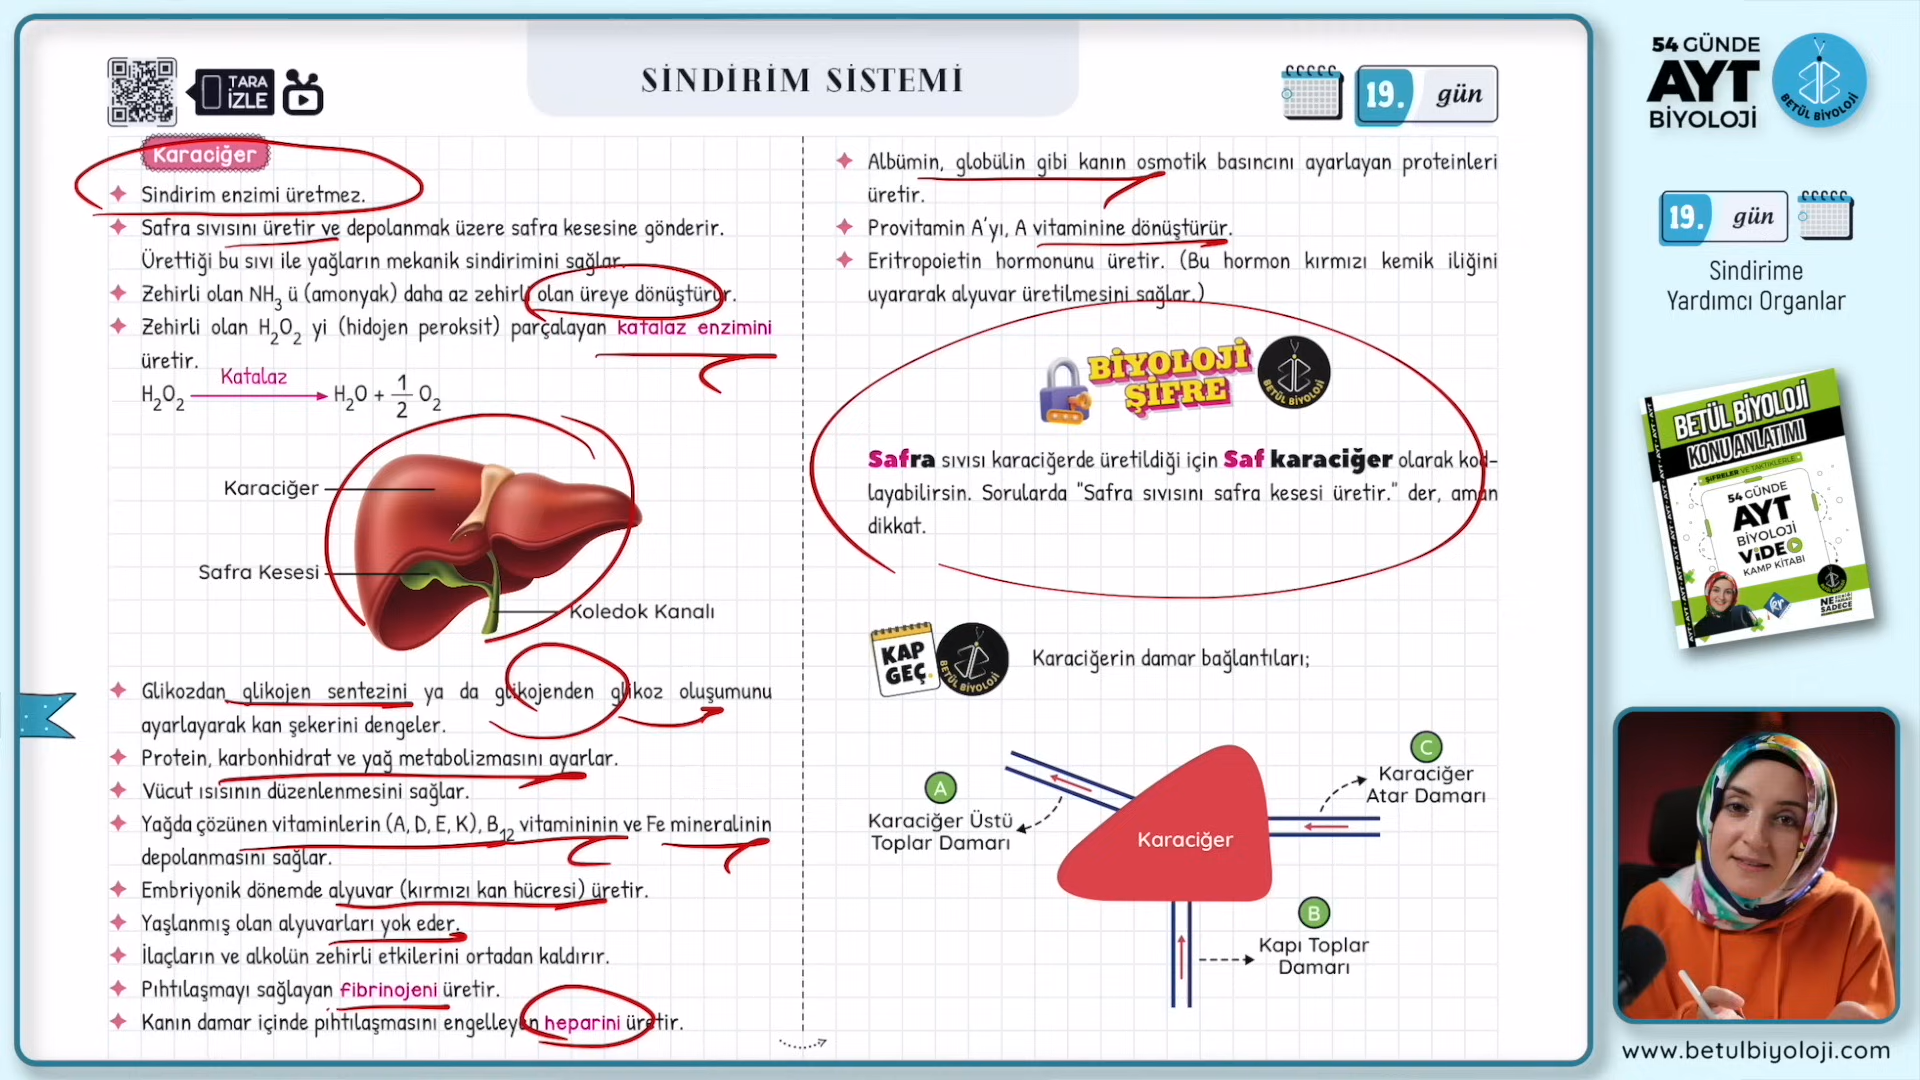 TARA
İZLE
SİNDİRİM SİSTEMİ
19. gün
Karaciğer
Sindirim enzimi üretmez.
Safra sıvısını üretir ve depolanmak üzere safra kesesine gönderir.
Ürettiği bu sıvı ile yağların mekanik sindirimini sağlar.
Zehirli olan NH3 ü (amonyak) daha az zehirli olan üreye dönüştürür.
Zehirli olan H2O2 yi (hidojen peroksit) parçalayan katalaz enzimini
üretir.
Katalaz
H2O2 → H2O + 1/2 O2
Karaciğer
Safra Kesesi
Koledok Kanalı
Glikozdan glikojen sentezini ya da glikojenden glikoz oluşumunu
ayarlayarak kan şekerini dengeler.
Protein, karbonhidrat ve yağ metabolizmasını ayarlar.
Vücut ısısının düzenlenmesini sağlar.
Yağda çözünen vitaminlerin (A, D, E, K), B12 vitamininin ve Fe mineralinin
depolanmasını sağlar.
Embriyonik dönemde alyuvar (kırmızı kan hücresi) üretir.
Yaşlanmış olan alyuvarları yok eder.
İlaçların ve alkolün zehirli etkilerini ortadan kaldırır.
Pıhtılaşmayı sağlayan fibrinojeni üretir.
Kanın damar içinde pıhtılaşmasını engelleyen heparini üretir.
Albümin, globülin gibi kanın osmotik basıncını ayarlayan proteinleri
üretir.
Provitamin A'yı, A vitaminine dönüştürür.
Eritropoietin hormonunu üretir. (Bu hormon kırmızı kemik iliğini
uyararak alyuvar üretilmesini sağlar.)
BİYOLOJİ
ŞİFRE
BETÜL BİYOLOJİ
Safra sıvısı karaciğerde üretildiği için Saf karaciğer olarak kod-
layabilirsin. Sorularda "Safra sıvısını safra kesesi üretir." der, aman
dikkat.
KAP
GEÇ.
BETÜL BİYOLOJİ
Karaciğerin damar bağlantıları;
A
Karaciğer Üstü
Toplar Damarı
C
Karaciğer
Atar Damarı
Karaciğer
B
Kapı Toplar
Damarı
54 GÜNDE
AYT
BİYOLOJİ
BETÜL BİYOLOJİ
19. gün
Sindirime
Yardımcı Organlar
BETÜL BİYOLOJİ
KONU ANLATIMI
ŞİFRELER VE TAKTİKLERLE
54 GÜNDE
AYT
BİYOLOJİ
VİDEO
KAMP KİTABI
www.betulbiyoloji.com